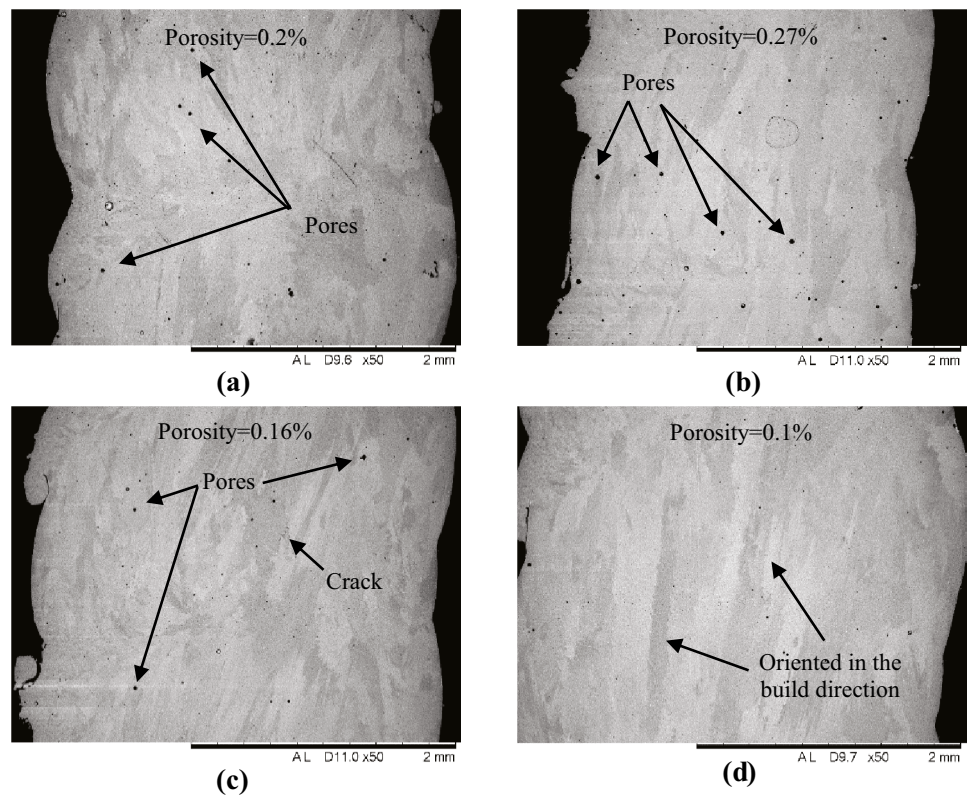 Porosity=0.2%
Pores
AL D9.6 x50 2 mm
(a)
Porosity=0.27%
Pores
AL D11.0 x50 2 mm
(b)
Porosity=0.16%
Pores
Crack
AL D11.0 x50 2 mm
(c)
Porosity=0.1%
Oriented in the
build direction
AL D9.7 x50 2 mm
(d)